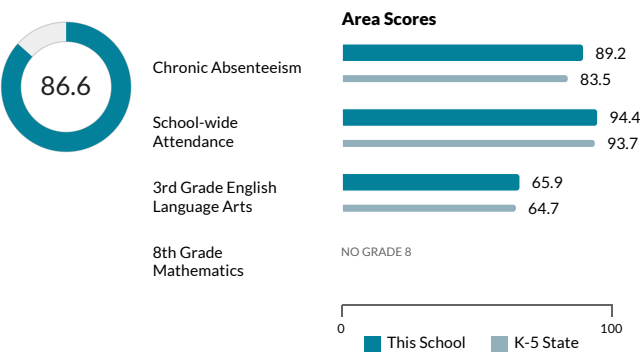 86.6
Area Scores
Chronic Absenteeism
89.2
83.5
School-wide
Attendance
94.4
93.7
3rd Grade English
Language Arts
65.9
64.7
8th Grade
Mathematics
NO GRADE 8
0
100
This School
K-5 State